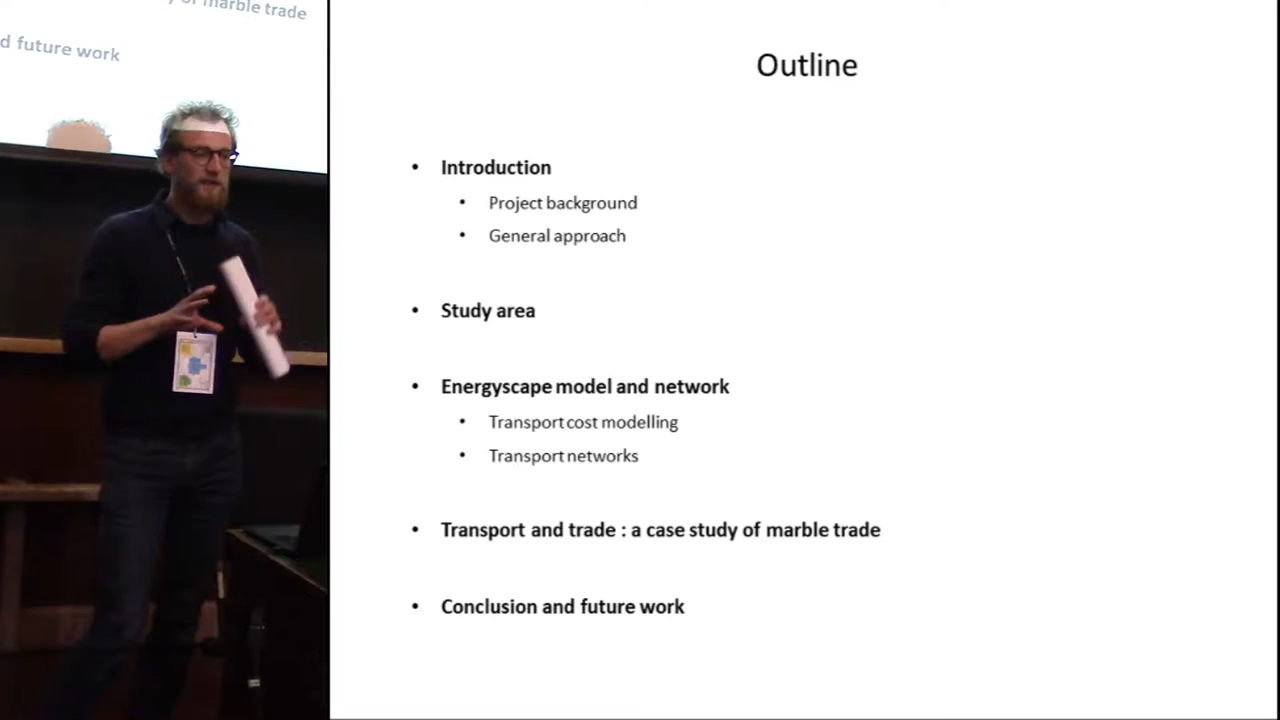 of marble trade
d future work
Outline
• Introduction
• Project background
• General approach
• Study area
• Energyscape model and network
• Transport cost modelling
• Transport networks
• Transport and trade : a case study of marble trade
• Conclusion and future work